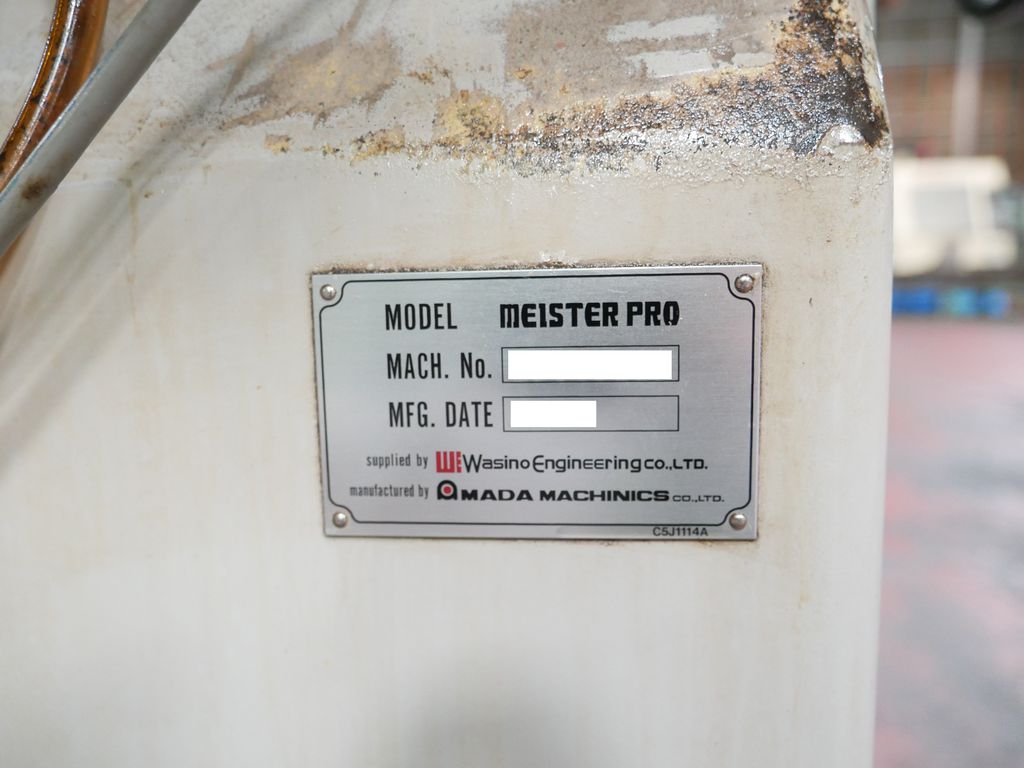 MODEL MEISTER PRO
MACH. No.
MFG. DATE
supplied by WE Wasino Engineering CO.,LTD.
manufactured by AMADA MACHINICS CO.,LTD.
C5J1114A